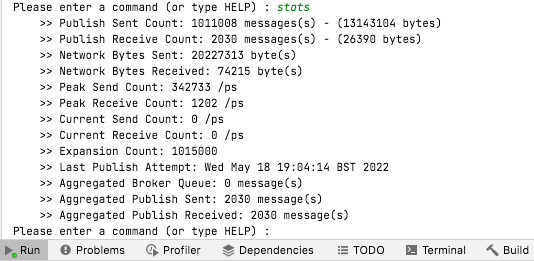 Please enter a command (or type HELP) : stats
>> Publish Sent Count: 1011008 messages(s) - (13143104 bytes)
>> Publish Receive Count: 2030 messages(s) - (26390 bytes)
>> Network Bytes Sent: 20227313 byte(s)
>> Network Bytes Received: 74215 byte(s)
>> Peak Send Count: 342733 /ps
>> Peak Receive Count: 1202 /ps
>> Current Send Count: 0 /ps
>> Current Receive Count: 0 /ps
>> Expansion Count: 1015000
>> Last Publish Attempt: Wed May 18 19:04:14 BST 2022
>> Aggregated Broker Queue: 0 message(s)
>> Aggregated Publish Sent: 2030 message(s)
>> Aggregated Publish Received: 2030 message(s)
Please enter a command (or type HELP) :
Run Problems Profiler Dependencies TODO Terminal Build